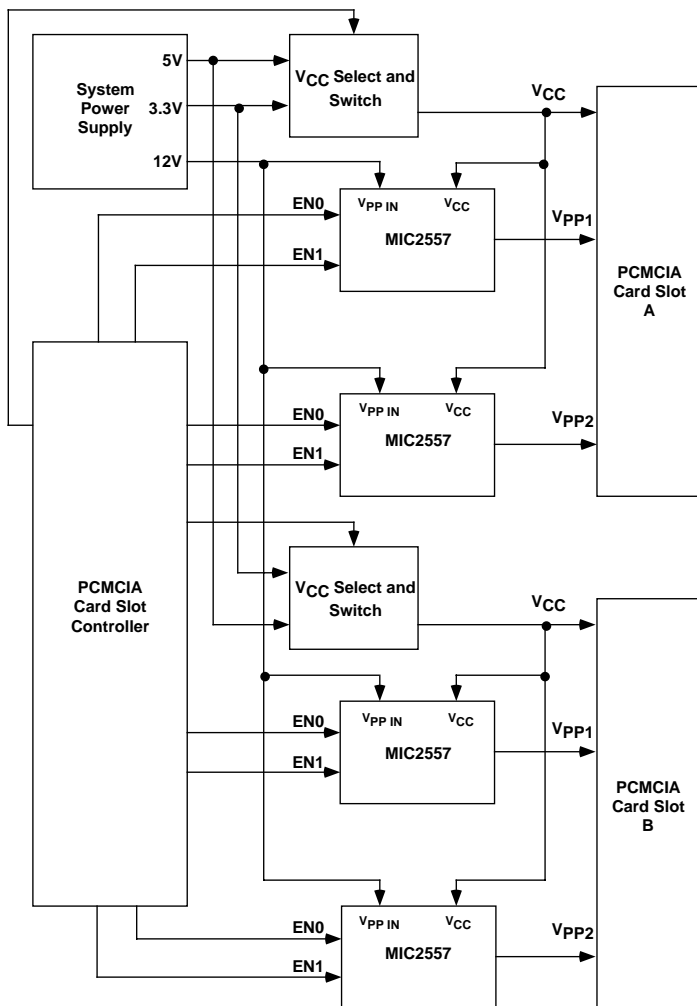 5V
System
Power
Supply
3.3V
12V
VCC Select and
Switch
VCC
EN0
VPP IN
VCC
MIC2557
EN1
VPP1
PCMCIA
Card Slot
A
EN0
VPP IN
VCC
MIC2557
EN1
VPP2
PCMCIA
Card Slot
Controller
VCC Select and
Switch
VCC
EN0
VPP IN
VCC
MIC2557
EN1
VPP1
PCMCIA
Card Slot
B
EN0
VPP IN
VCC
MIC2557
EN1
VPP2